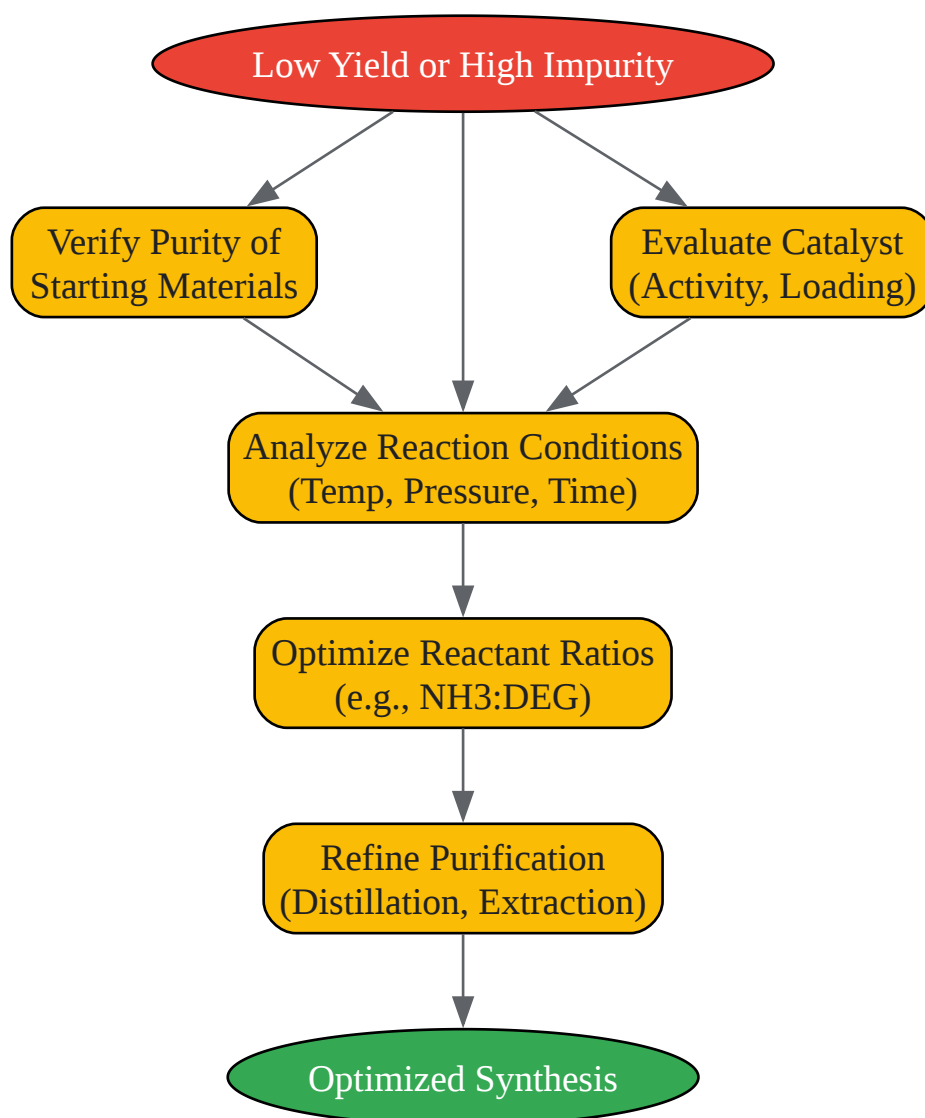 Low Yield or High Impurity
Verify Purity of
Starting Materials
Evaluate Catalyst
(Activity, Loading)
Analyze Reaction Conditions
(Temp, Pressure, Time)
Optimize Reactant Ratios
(e.g., NH3:DEG)
Refine Purification
(Distillation, Extraction)
Optimized Synthesis